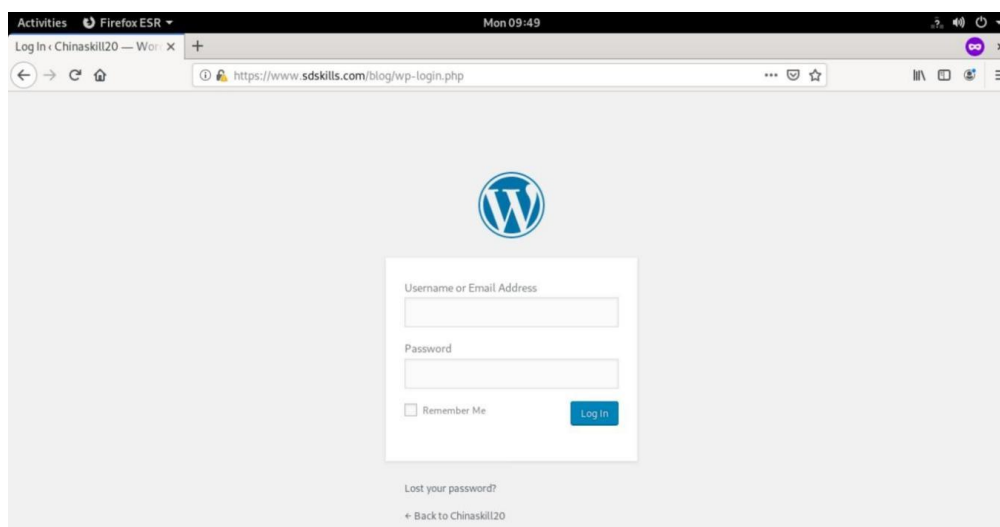 Activities Firefox ESR Mon 09:49
Log In ‹ Chinaskill20 — Wor
https://www.sdskills.com/blog/wp-login.php
Username or Email Address
Password
Remember Me Log In
Lost your password?
← Back to Chinaskill20